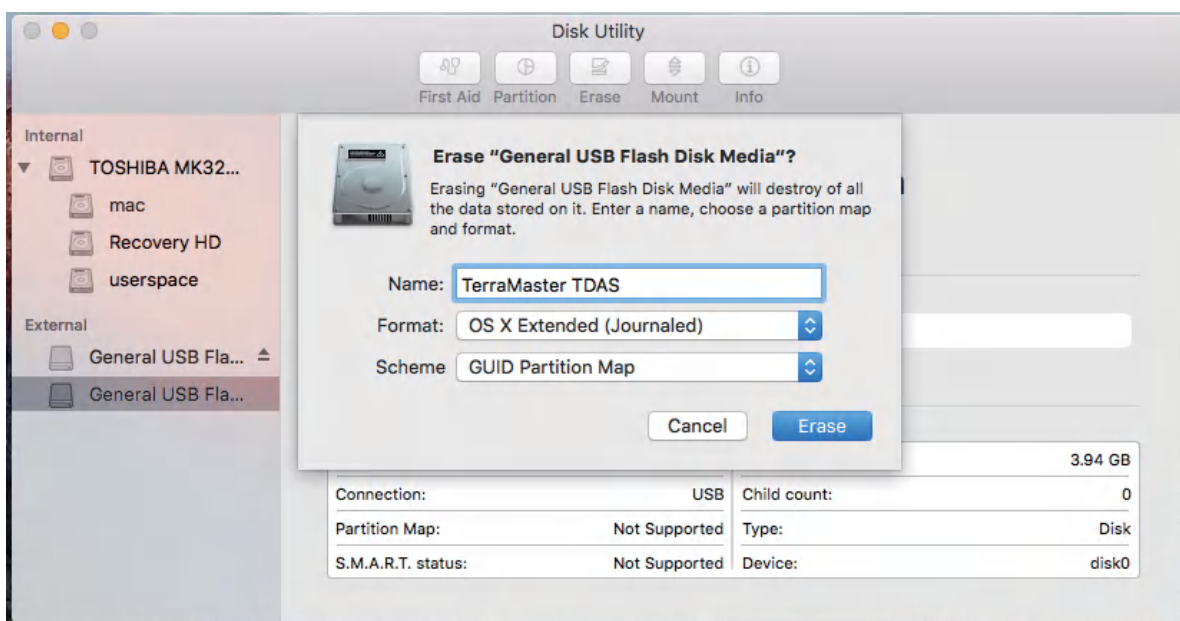 Disk Utility
First Aid Partition Erase Mount Info
Internal
TOSHIBA MK32...
mac
Recovery HD
userspace
External
General USB Fla...
General USB Fla...
Erase “General USB Flash Disk Media“?
Erasing “General USB Flash Disk Media” will destroy of all
the data stored on it. Enter a name, choose a partition map
and format.
Name: TerraMaster TDAS
Format: OS X Extended (Journaled)
Scheme GUID Partition Map
Cancel Erase
3.94 GB
Connection: USB Child count: 0
Partition Map: Not Supported Type: Disk
S.M.A.R.T. status: Not Supported Device: disk0